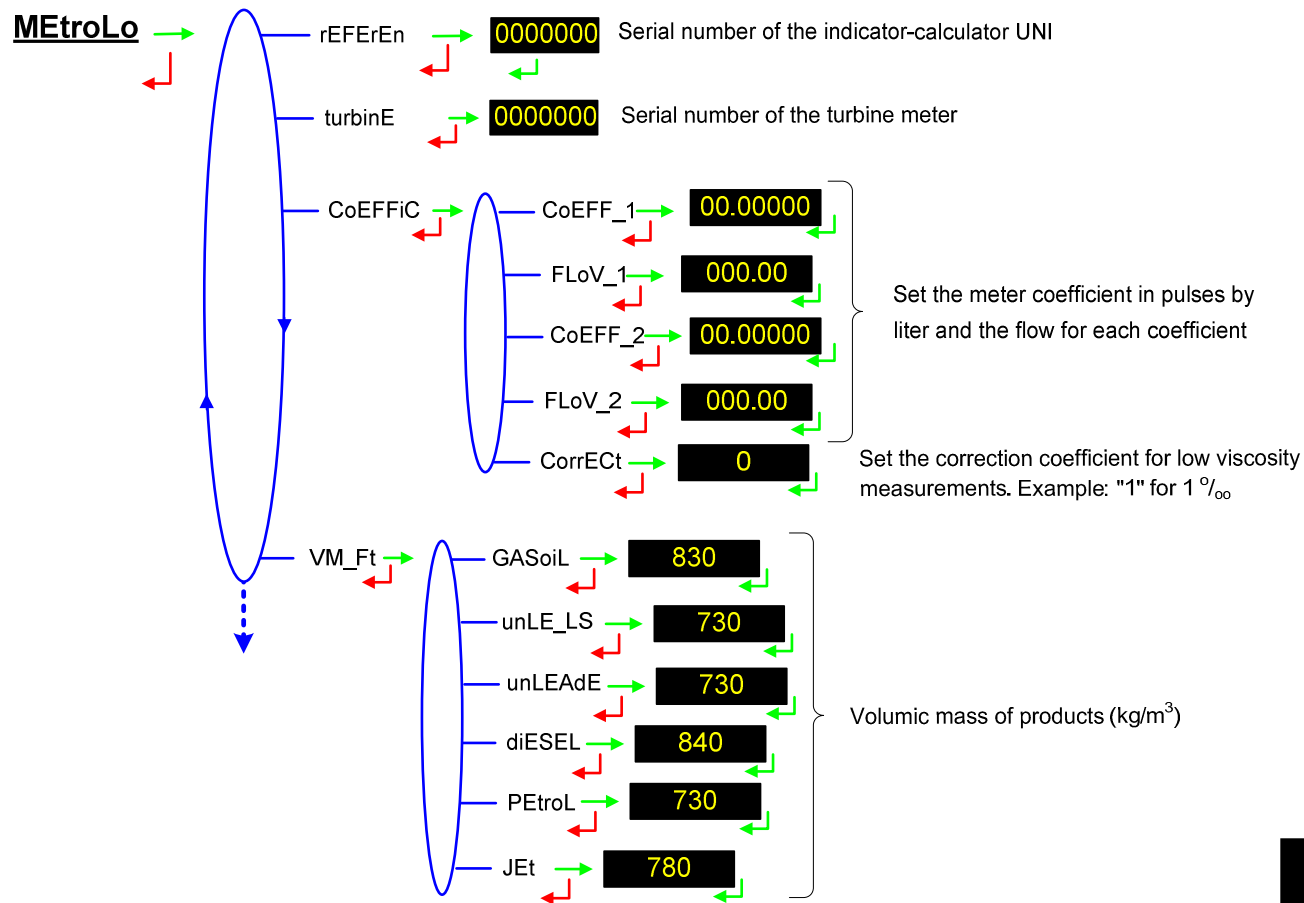 MEtroLo
rEFErEn 0000000 Serial number of the indicator-calculator UNI
turbinE 0000000 Serial number of the turbine meter
CoEFFiC CoEFF_1 00.00000
FLoV_1 000.00
Set the meter coefficient in pulses by
liter and the flow for each coefficient
CoEFF_2 00.00000
FLoV_2 000.00
CorrECt 0 Set the correction coefficient for low viscosity
measurements. Example: "1" for 1 o/oo
VM_Ft GASoiL 830
unLE_LS 730
unLEAdE 730
Volumic mass of products (kg/m3)
diESEL 840
PEtroL 730
JEt 780